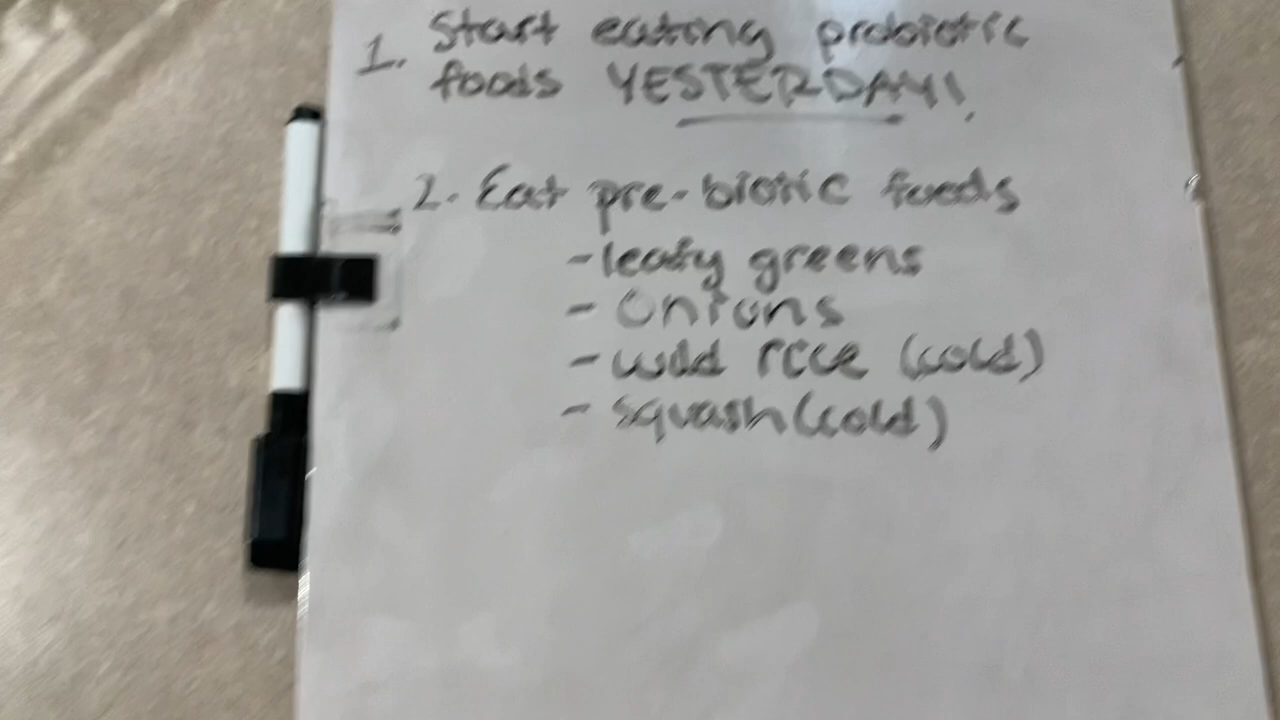 1. Start eating probiotic
foods YESTERDAY!
2. Eat pre-biotic foods
- leafy greens
- Onions
- wild rice (cold)
- squash (cold)